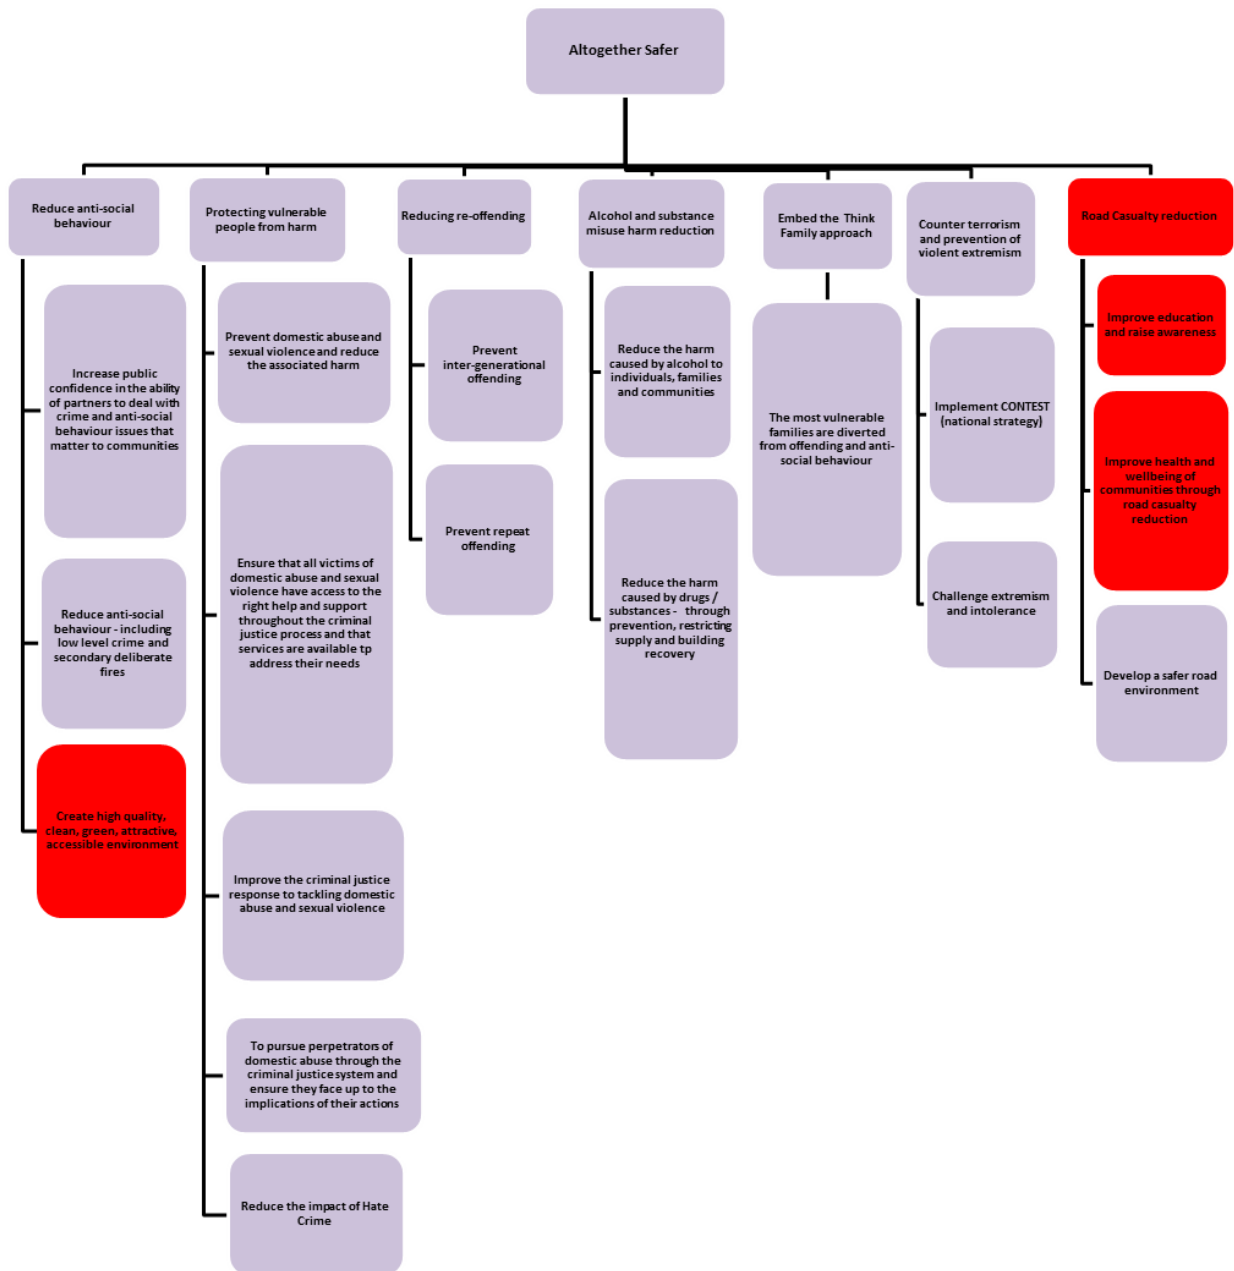 Altogether Safer
Reduce anti-social
behaviour
Increase public
confidence in the ability
of partners to deal with
crime and anti-social
behaviour issues that
matter to communities
Reduce anti-social
behaviour - including
low level crime and
secondary deliberate
fires
Create high quality,
clean, green, attractive,
accessible environment
Protecting vulnerable
people from harm
Prevent domestic abuse and
sexual violence and reduce
the associated harm
Ensure that all victims of
domestic abuse and sexual
violence have access to the
right help and support
throughout the criminal
justice process and that
services are available tp
address their needs
Improve the criminal justice
response to tackling domestic
abuse and sexual violence
To pursue perpetrators of
domestic abuse through the
criminal justice system and
ensure they face up to the
implications of their actions
Reduce the impact of Hate
Crime
Reducing re-offending
Prevent
inter-generational
offending
Prevent repeat
offending
Alcohol and substance
misuse harm reduction
Reduce the harm
caused by alcohol to
individuals, families
and communities
Reduce the harm
caused by drugs /
substances - through
prevention, restricting
supply and building
recovery
Embed the Think
Family approach
The most vulnerable
families are diverted
from offending and anti-
social behaviour
Counter terrorism
and prevention of
violent extremism
Implement CONTEST
(national strategy)
Challenge extremism
and intolerance
Road Casualty reduction
Improve education
and raise awareness
Improve health and
wellbeing of
communities through
road casualty
reduction
Develop a safer road
environment